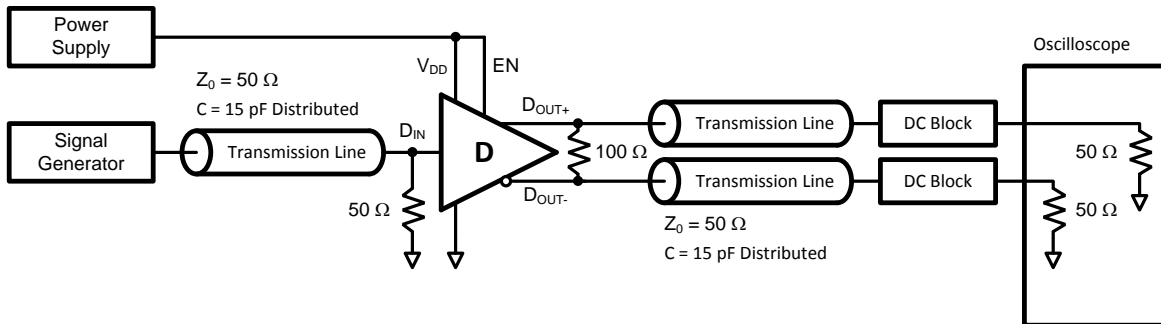 Power
Supply
Oscilloscope
V_DD
EN
Z_0 = 50 Ω
C = 15 pF Distributed
D_OUT+
Signal
Generator
Transmission Line
D_IN
D
100 Ω
Transmission Line
DC Block
50 Ω
Transmission Line
DC Block
50 Ω
D_OUT-
50 Ω
Z_0 = 50 Ω
C = 15 pF Distributed